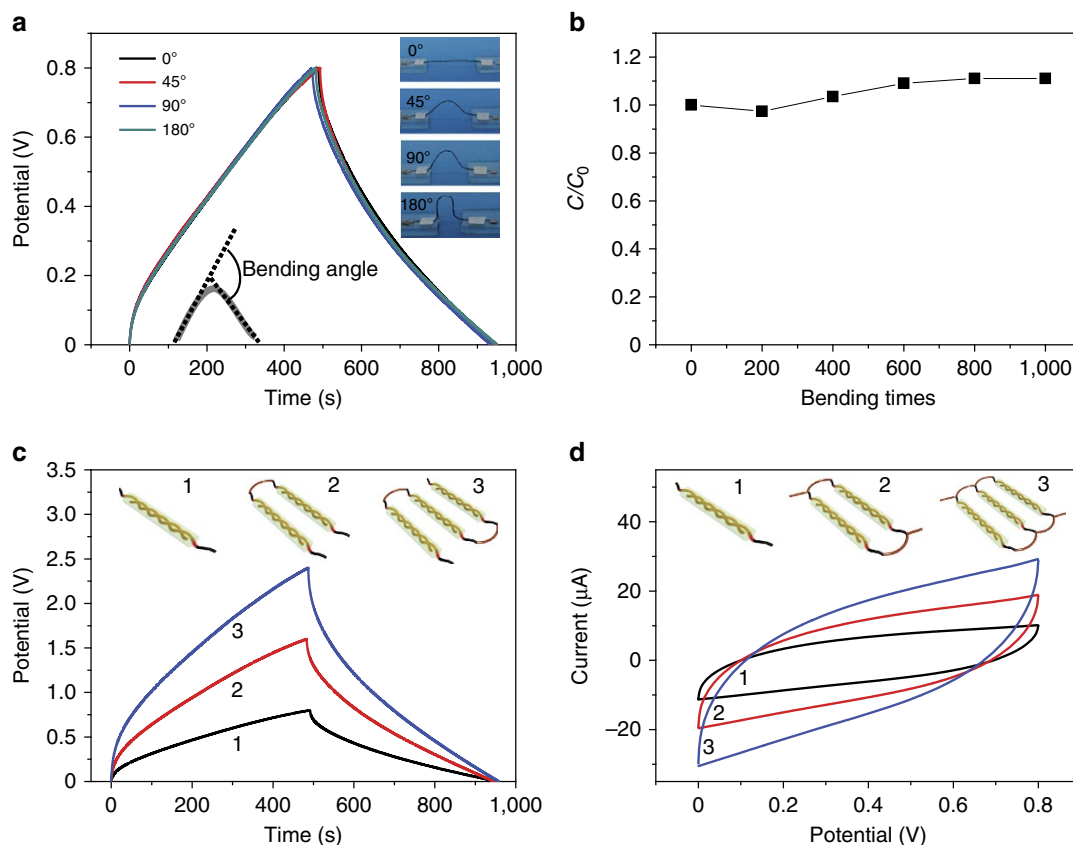 a
0°
45°
90°
180°
0°
45°
90°
180°
Bending angle
0.8
0.6
0.4
0.2
0
Potential (V)
0 200 400 600 800 1,000
Time (s)
b
1.2
1.0
0.8
0.6
0.4
0.2
0
C/C0
0 200 400 600 800 1,000
Bending times
c
3.5
3.0
2.5
2.0
1.5
1.0
0.5
0
Potential (V)
1 2 3
3
2
1
0 200 400 600 800 1,000
Time (s)
d
40
20
0
–20
Current (μA)
1 2 3
1
2
3
0 0.2 0.4 0.6 0.8
Potential (V)